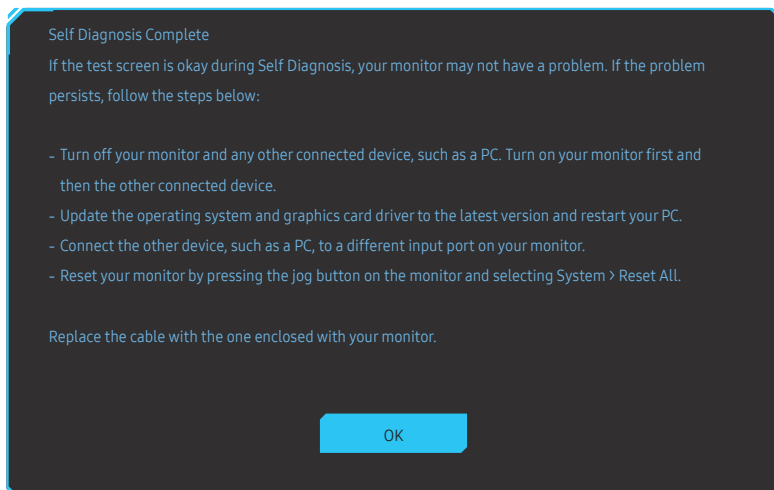 Self Diagnosis Complete
If the test screen is okay during Self Diagnosis, your monitor may not have a problem. If the problem
persists, follow the steps below:
- Turn off your monitor and any other connected device, such as a PC. Turn on your monitor first and
then the other connected device.
- Update the operating system and graphics card driver to the latest version and restart your PC.
- Connect the other device, such as a PC, to a different input port on your monitor.
- Reset your monitor by pressing the jog button on the monitor and selecting System > Reset All.
Replace the cable with the one enclosed with your monitor.
OK